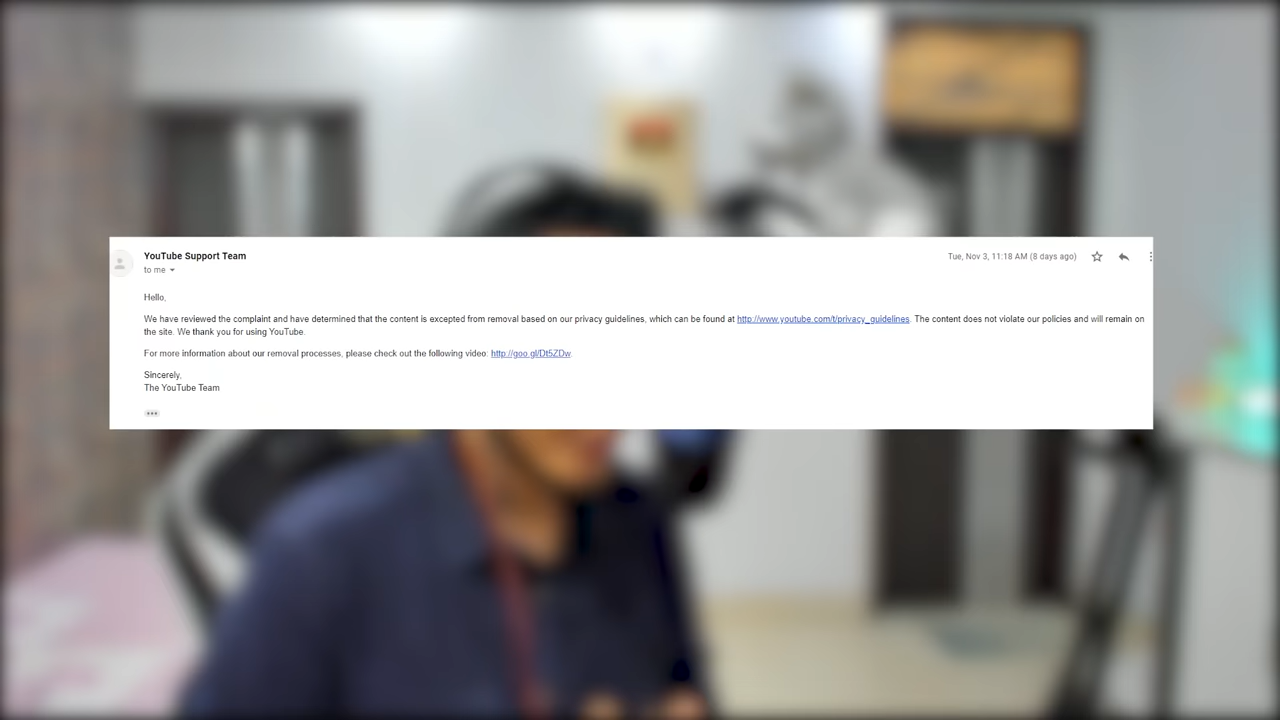 YouTube Support Team
Tue, Nov 3, 11:18 AM (8 days ago)
to me
Hello,
We have reviewed the complaint and have determined that the content is excepted from removal based on our privacy guidelines, which can be found at http://www.youtube.com/t/privacy_guidelines. The content does not violate our policies and will remain on
the site. We thank you for using YouTube.
For more information about our removal processes, please check out the following video: http://goo.gl/Dt5ZDw.
Sincerely,
The YouTube Team